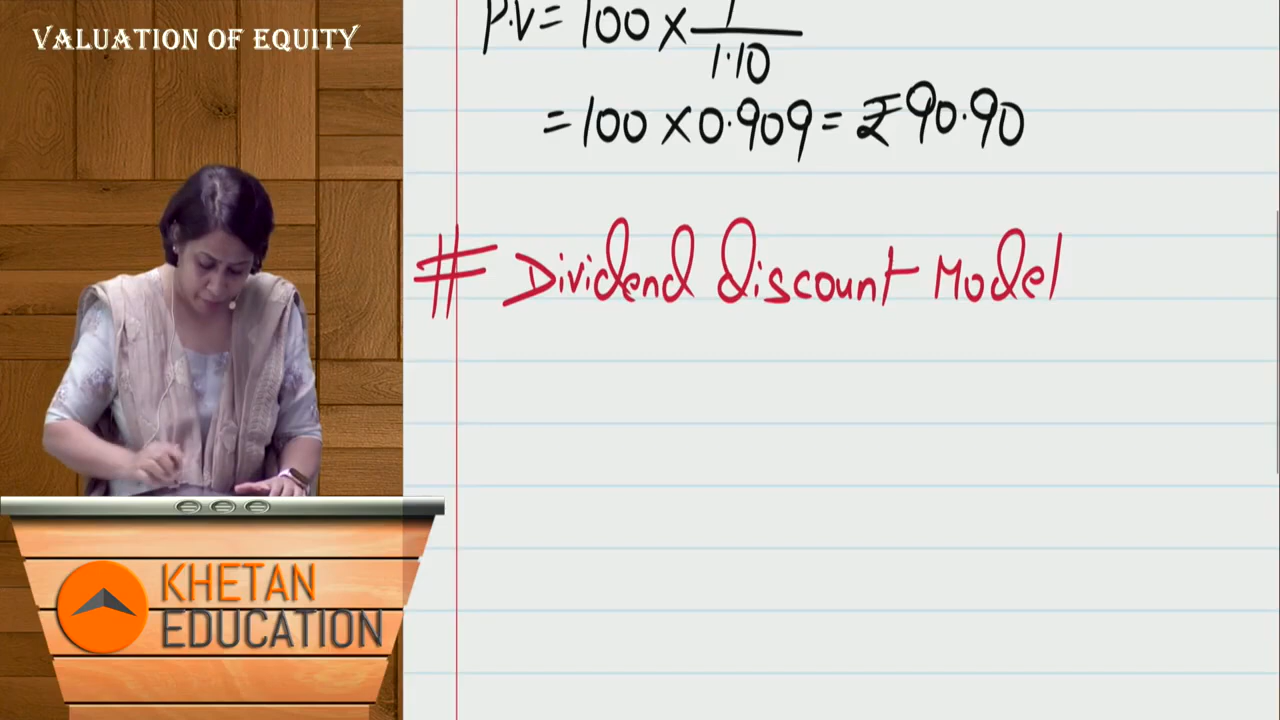 VALUATION OF EQUITY
P.V = 100 × 1/1.10
= 100 × 0.909 = ₹90.90
# Dividend discount Model
KHETAN
EDUCATION